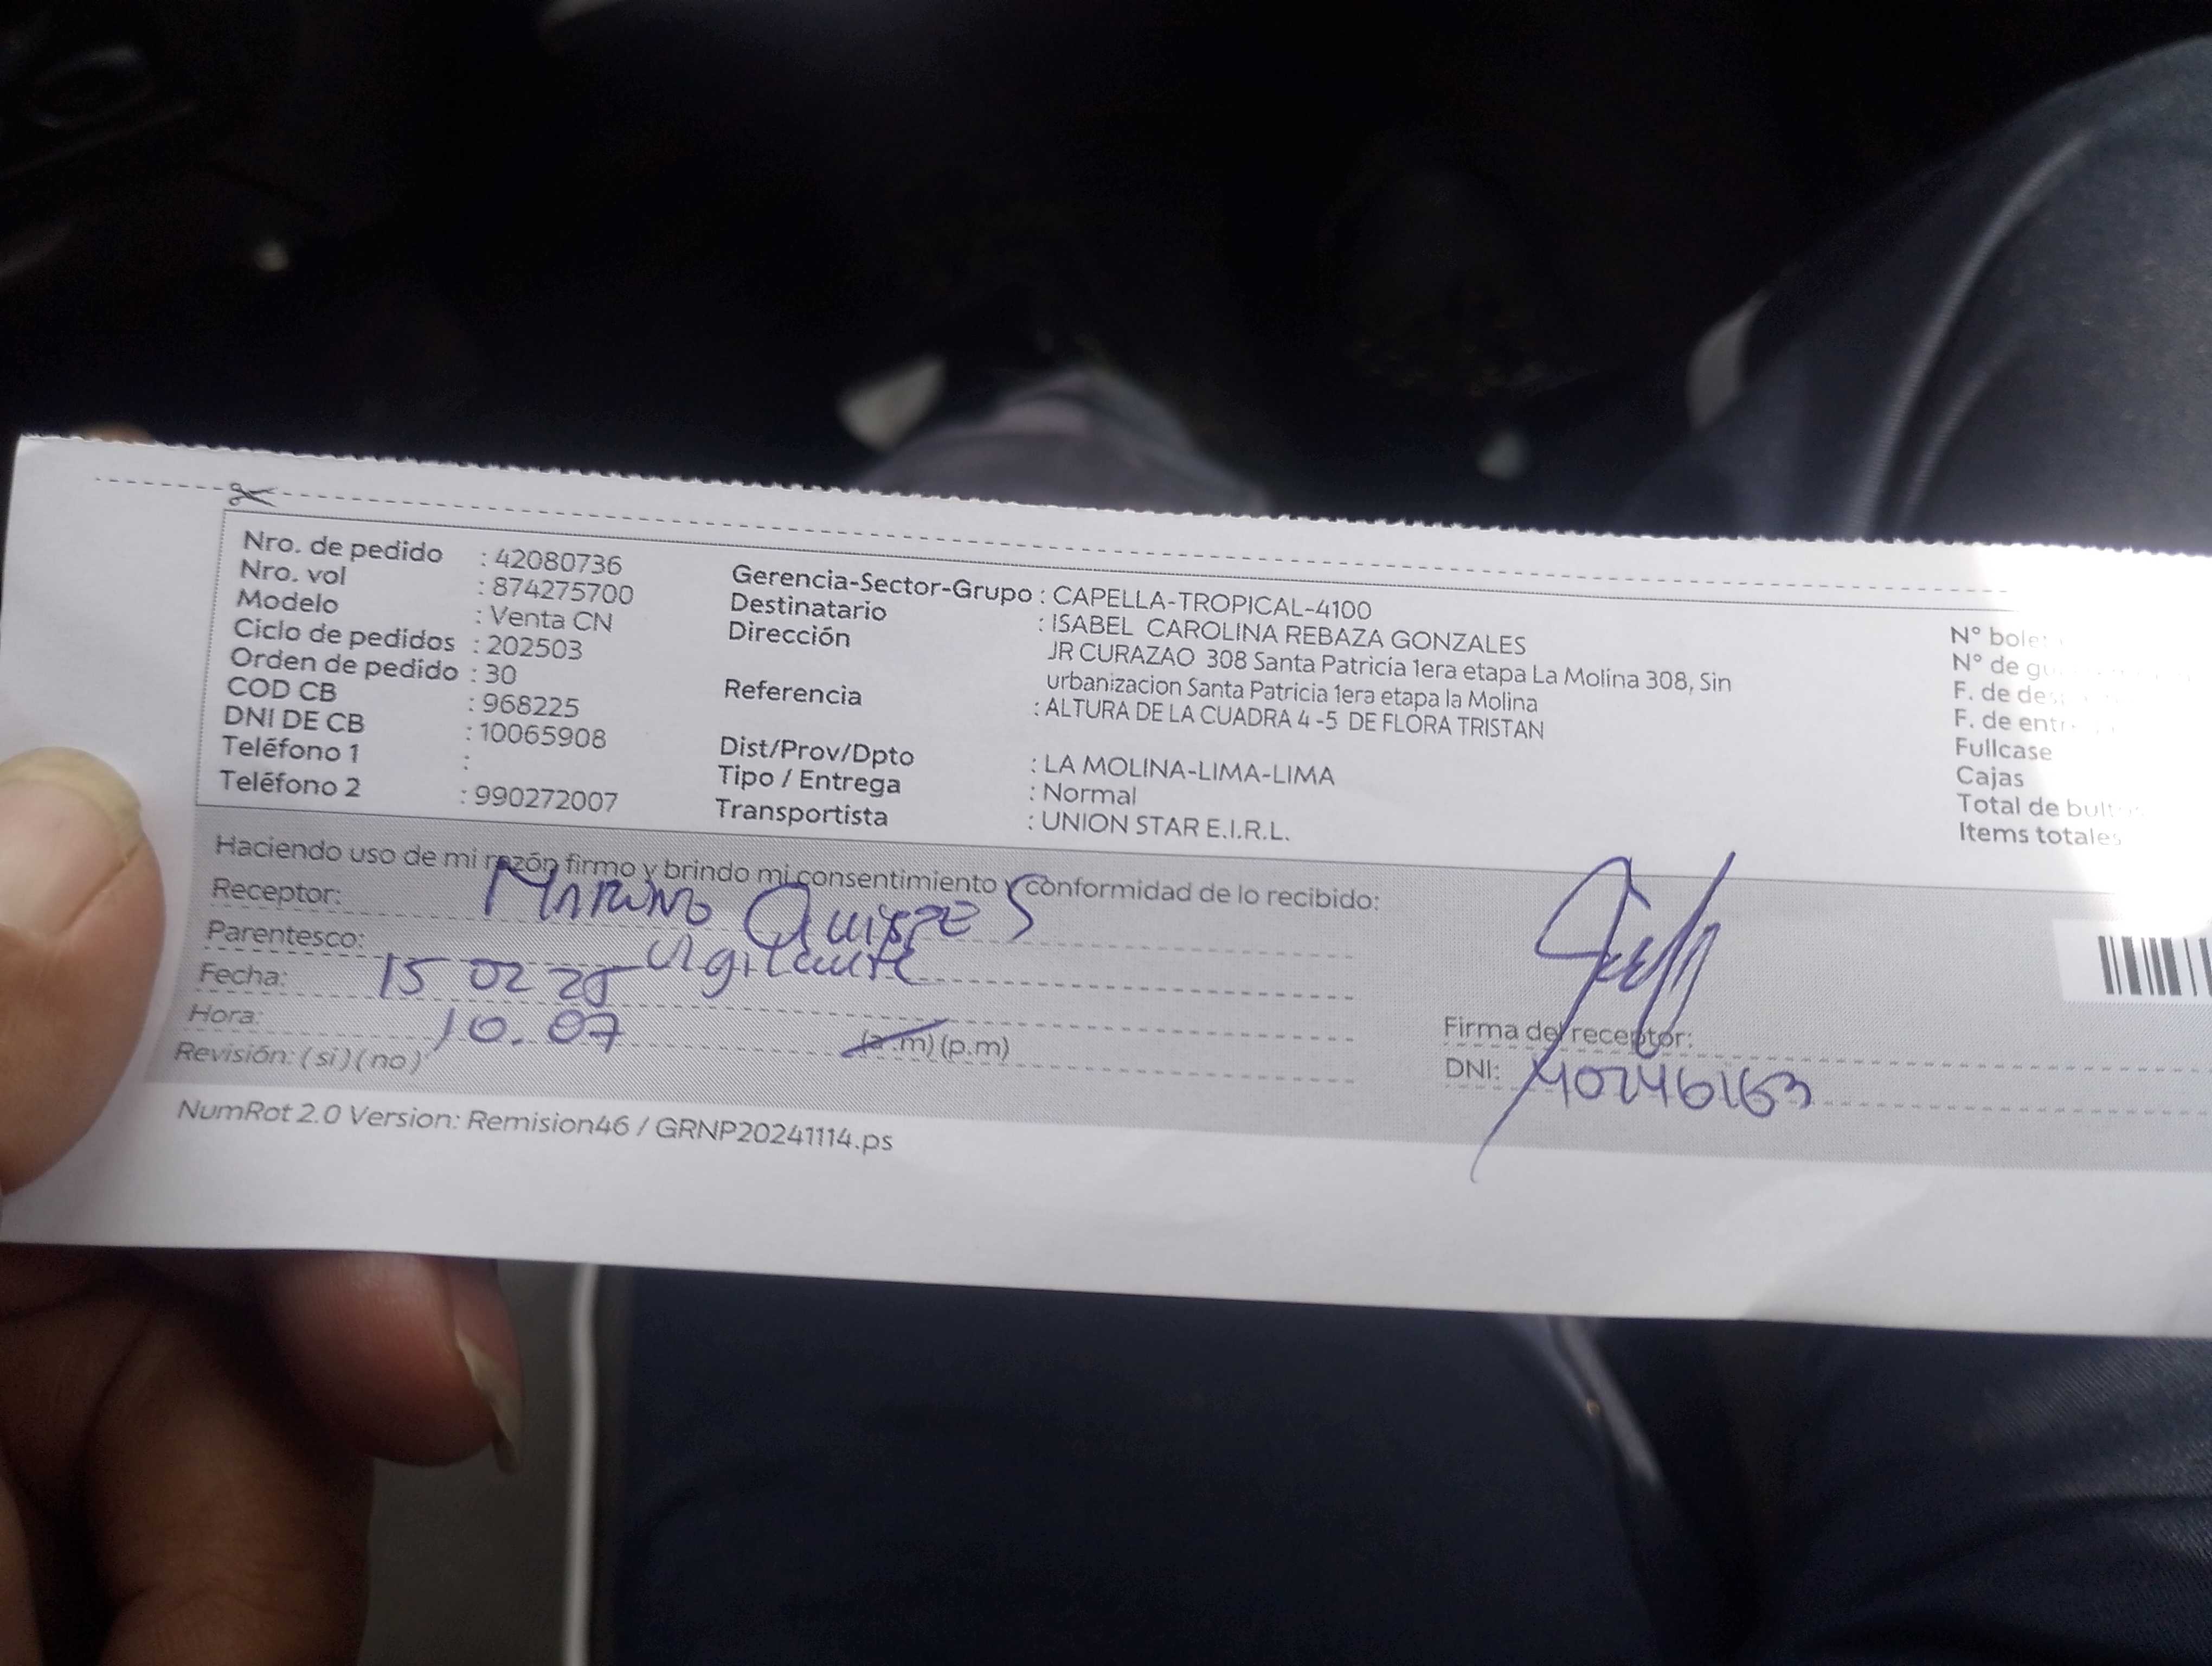 Nro. de pedido : 42080736
Nro. vol : 874275700
Modelo : Venta CN
Ciclo de pedidos : 202503
Orden de pedido : 30
COD CB : 968225
DNI DE CB : 10065908
Teléfono 1 :
Teléfono 2 : 990272007
Gerencia-Sector-Grupo : CAPELLA-TROPICAL-4100
Destinatario : ISABEL CAROLINA REBAZA GONZALES
Dirección JR CURAZAO 308 Santa Patricia 1era etapa La Molina 308, Sin
urbanizacion Santa Patricia 1era etapa la Molina
Referencia : ALTURA DE LA CUADRA 4 -5 DE FLORA TRISTAN
Dist/Prov/Dpto : LA MOLINA-LIMA-LIMA
Tipo / Entrega : Normal
Transportista : UNION STAR E.I.R.L.
N°
N° de
F. de
F. de
Fullcase
Cajas
Total de
Items totales
Haciendo uso de mi razón firmo y brindo mi consentimiento y conformidad de lo recibido:
Receptor: Mariano Quispe S
Parentesco: Vigilante
Fecha: 15 02 25
Hora: 10.07 (a.m) (p.m)
Revisión: (si) (no)
Firma del receptor:
DNI: 40246163
NumRot 2.0 Version: Remision46 / GRNP20241114.ps